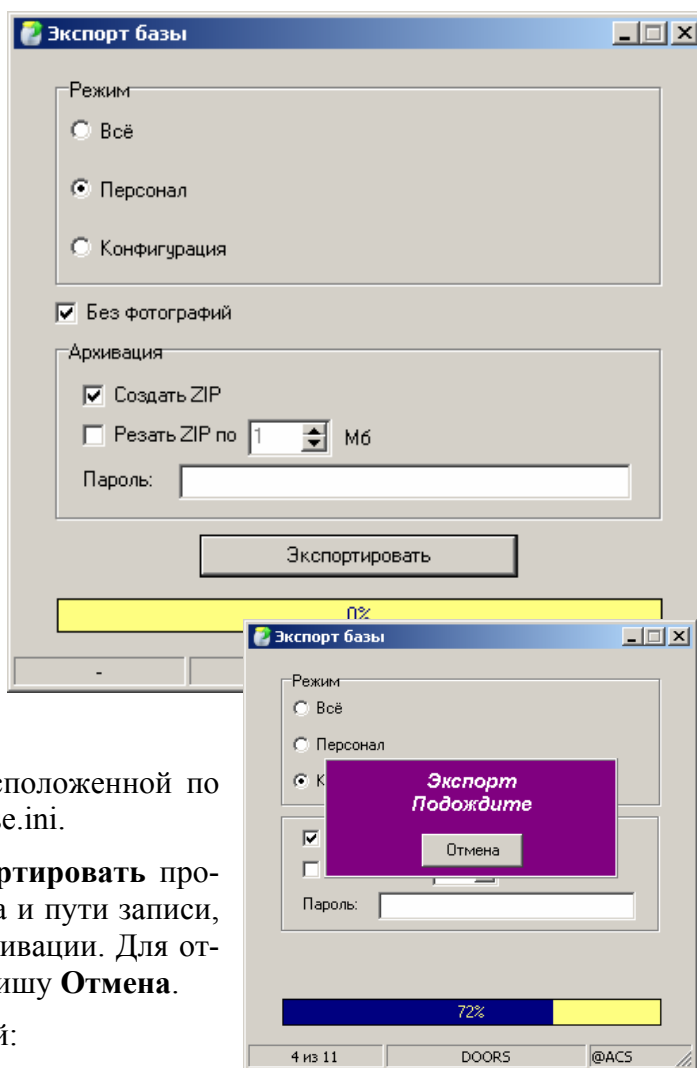 Экспорт базы
Режим
Всё
Персонал
Конфигурация
Без фотографий
Архивация
Создать ZIP
Резать ZIP по 1 Мб
Пароль:
Экспортировать
0%
-
Экспорт базы
Режим
Всё
Персонал
К
Экспорт
Подождите
Отмена
Пароль:
72%
4 из 11 DOORS @ACS
сположенной по
e.ini.
ртировать про-
а и пути записи,
ивации. Для от-
ишу Отмена.
й: